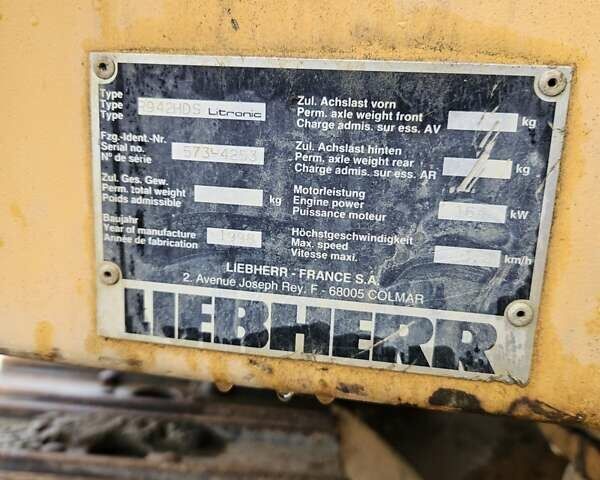 Type
Type
Type
R942HDS Litronic
Fzg.-Ident.-Nr.
Serial no.
N° de série
Zul. Ges. Gew.
Perm. total weight
Poids admissible
kg
Baujahr
Year of manufacture
Année de fabrication
1998
Zul. Achslast vorn
Perm. axle weight front
Charge admis. sur ess. AV
kg
Zul. Achslast hinten
Perm. axle weight rear
Charge admis. sur ess. AR
kg
Motorleistung
Engine power
Puissance moteur
kW
Höchstgeschwindigkeit
Max. speed
Vitesse maxi.
km/h
LIEBHERR - FRANCE S.A.
2. Avenue Joseph Rey. F - 68005 COLMAR
LIEBHERR